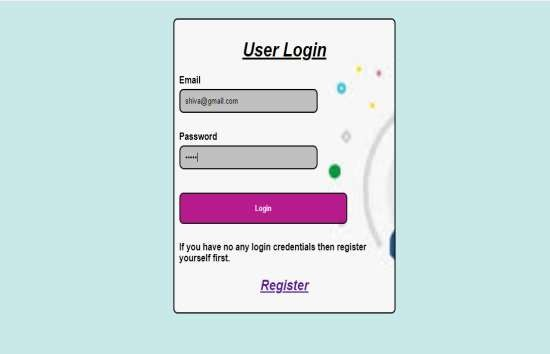 User Login
Email
shiva@gmail.com
Password
•••••
Login
If you have no any login credentials then register
yourself first.
Register